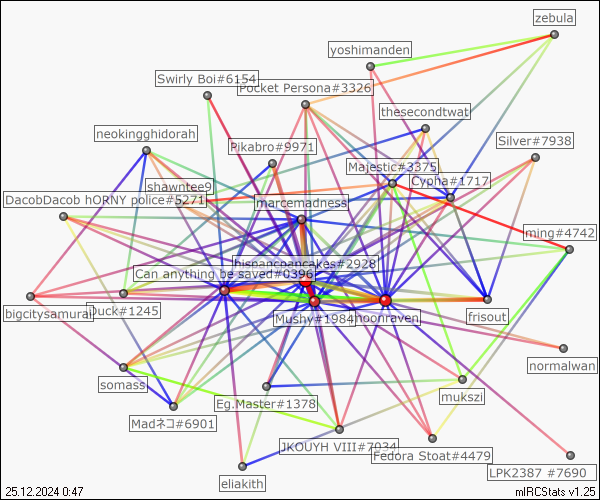 zebula
yoshimanden
Swirly Boi#6154
Pocket Persona#3326
thesecondtwat
neokingghidorah
Silver#7938
Pikabro#9971
Majestic#3375
shawntee9
Cypha#1717
DacobDacob hORNY police#5271
marcemadness
ming#4742
hispancpancakes#2928
Can anything be saved#0396
bigcitysamurai
Duck#1245
Mushy#1984
noonraven
frisout
normalwan
somass
mukszi
Eg.Master#1378
Madネコ#6901
JKOUYH VIII#7934
Fedora Stoat#4479
LPK2387 #7690
eliakith
25.12.2024 0:47
mIRCStats v1.25